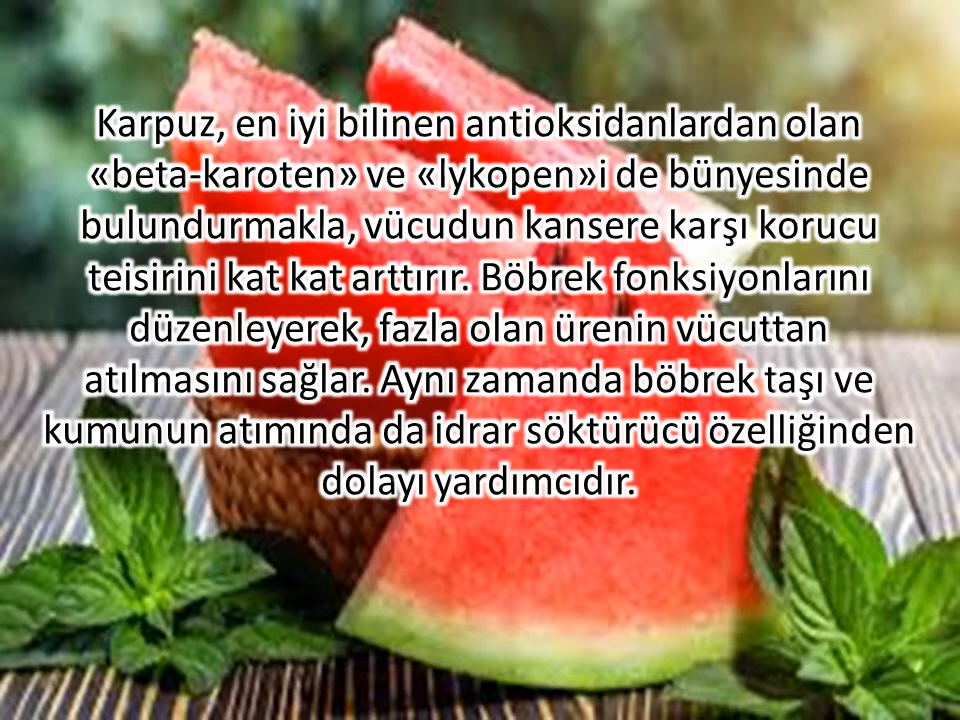 Karpuz, en iyi bilinen antioksidanlardan olan
«beta-karoten» ve «lykopen»i de bünyesinde
bulundurmakla, vücudun kansere karşı korucu
teisirini kat kat arttırır. Böbrek fonksiyonlarını
düzenleyerek, fazla olan ürenin vücuttan
atılmasını sağlar. Aynı zamanda böbrek taşı ve
kumunun atımında da idrar söktürücü özelliğinden
dolayı yardımcıdır.